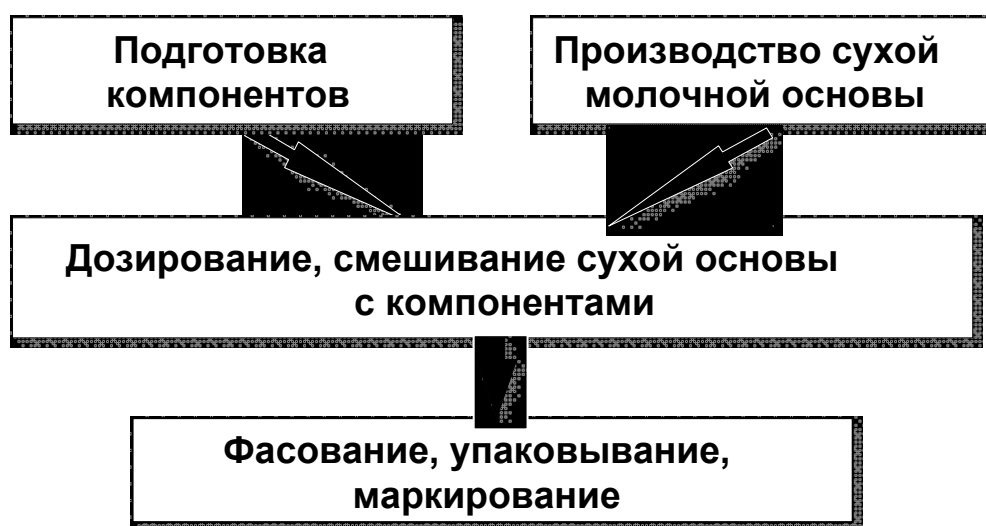 Подготовка
компонентов
Производство сухой
молочной основы
Дозирование, смешивание сухой основы
с компонентами
Фасование, упаковывание,
маркирование